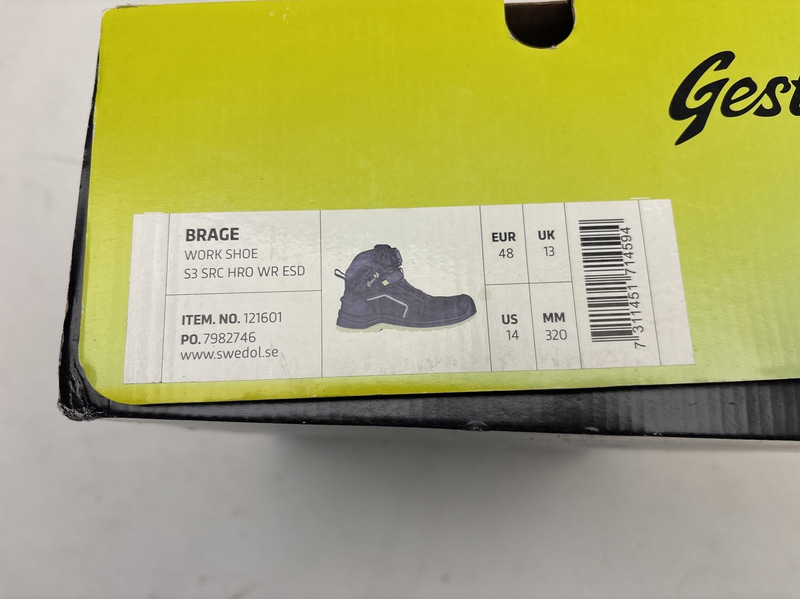 Gest
BRAGE
WORK SHOE
S3 SRC HRO WR ESD
ITEM. NO. 121601
PO. 7982746
www.swedol.se
EUR
48
UK
13
US
14
MM
320
7 311451 714594